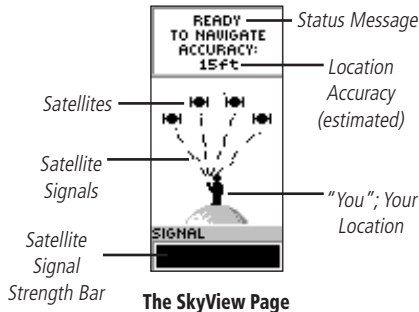 READY
TO NAVIGATE
ACCURACY:
15ft
Status Message
Location
Accuracy
(estimated)
Satellites
Satellite
Signals
"You"; Your
Location
SIGNAL
Satellite
Signal
Strength Bar
The SkyView Page